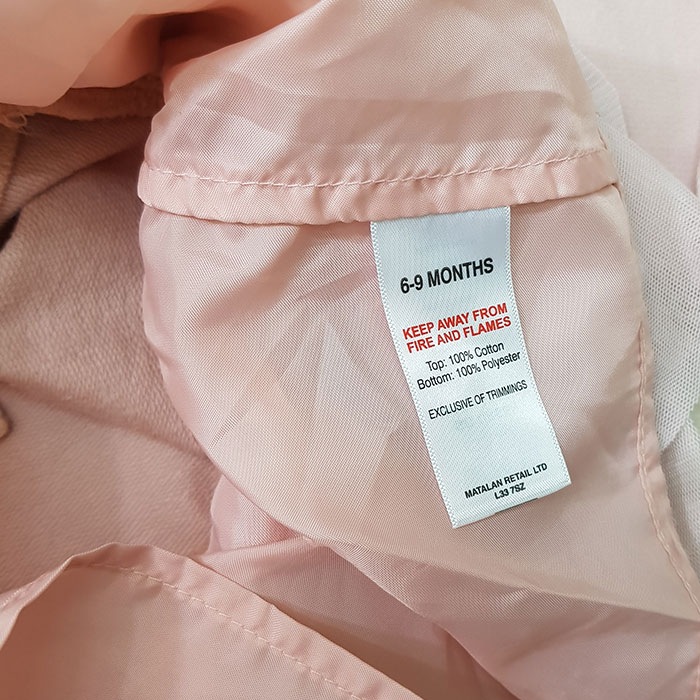 6-9 MONTHS
KEEP AWAY FROM
FIRE AND FLAMES
Top: 100% Cotton
Bottom: 100% Polyester
EXCLUSIVE OF TRIMMINGS
MATALAN RETAIL LTD
L33 7SZ